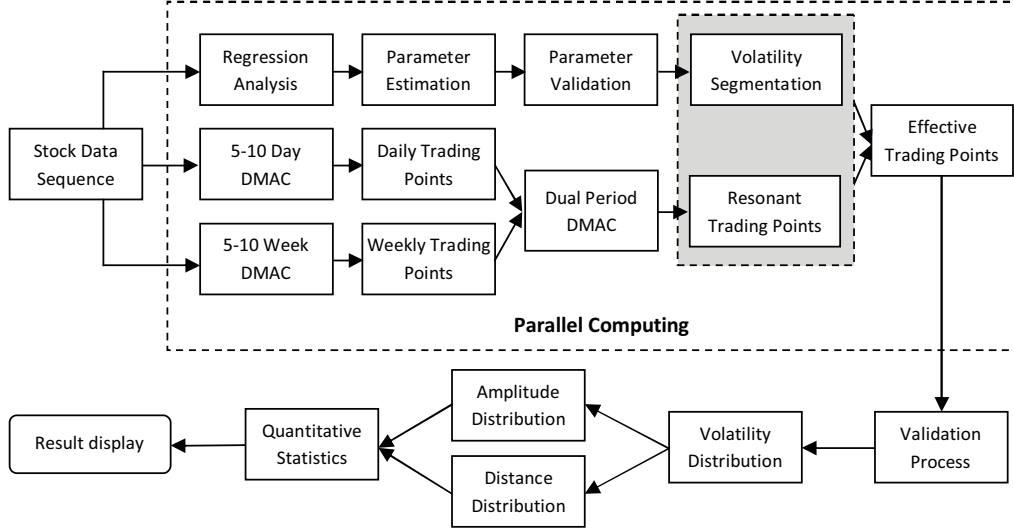 Regression
Analysis
Parameter
Estimation
Parameter
Validation
Volatility
Segmentation
Stock Data
Sequence
5-10 Day
DMAC
Daily Trading
Points
Effective
Trading Points
Dual Period
DMAC
Resonant
Trading Points
5-10 Week
DMAC
Weekly Trading
Points
Parallel Computing
Result display
Quantitative
Statistics
Amplitude
Distribution
Distance
Distribution
Volatility
Distribution
Validation
Process